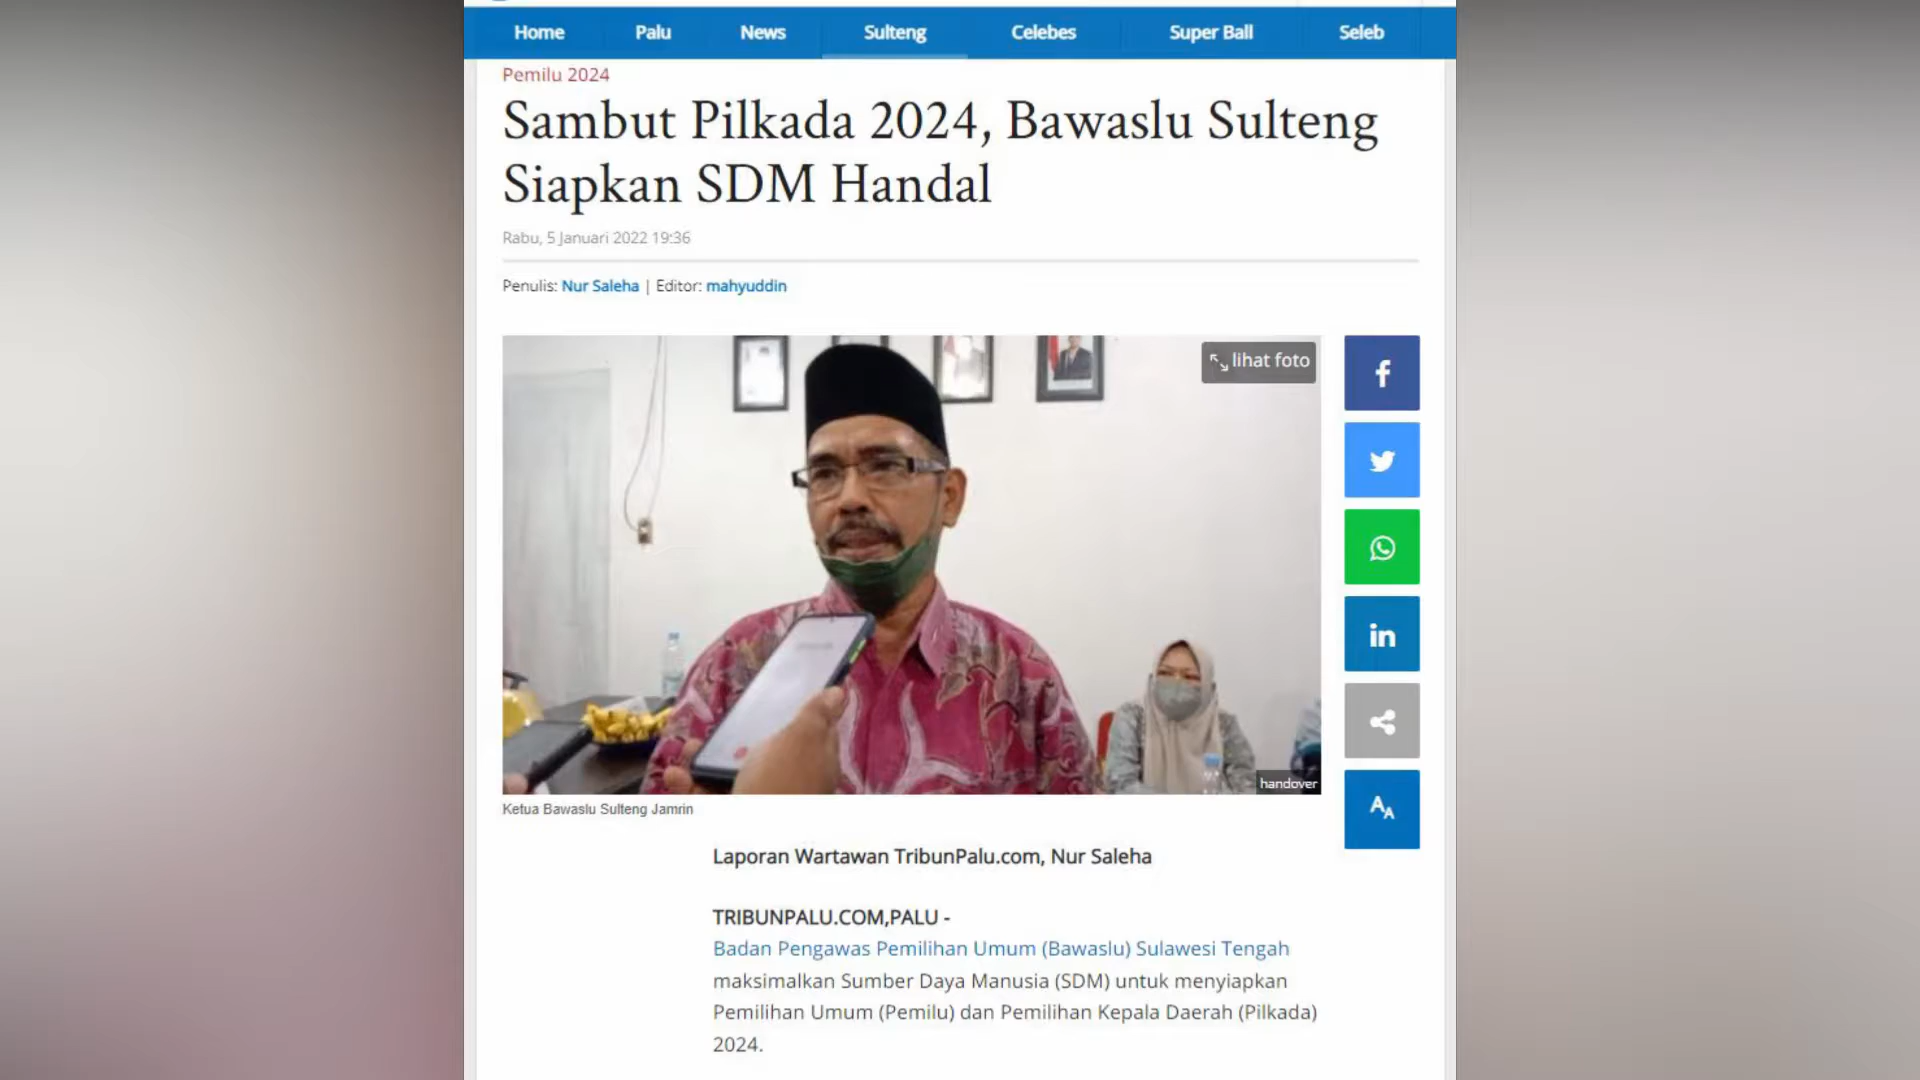 Home Palu News Sulteng Celebes Super Ball Seleb
Pemilu 2024
Sambut Pilkada 2024, Bawaslu Sulteng
Siapkan SDM Handal
Rabu, 5 Januari 2022 19:36
Penulis: Nur Saleha | Editor: mahyuddin
lihat foto
handover
Ketua Bawaslu Sulteng Jamrin
Laporan Wartawan TribunPalu.com, Nur Saleha
TRIBUNPALU.COM,PALU -
Badan Pengawas Pemilihan Umum (Bawaslu) Sulawesi Tengah
maksimalkan Sumber Daya Manusia (SDM) untuk menyiapkan
Pemilihan Umum (Pemilu) dan Pemilihan Kepala Daerah (Pilkada)
2024.